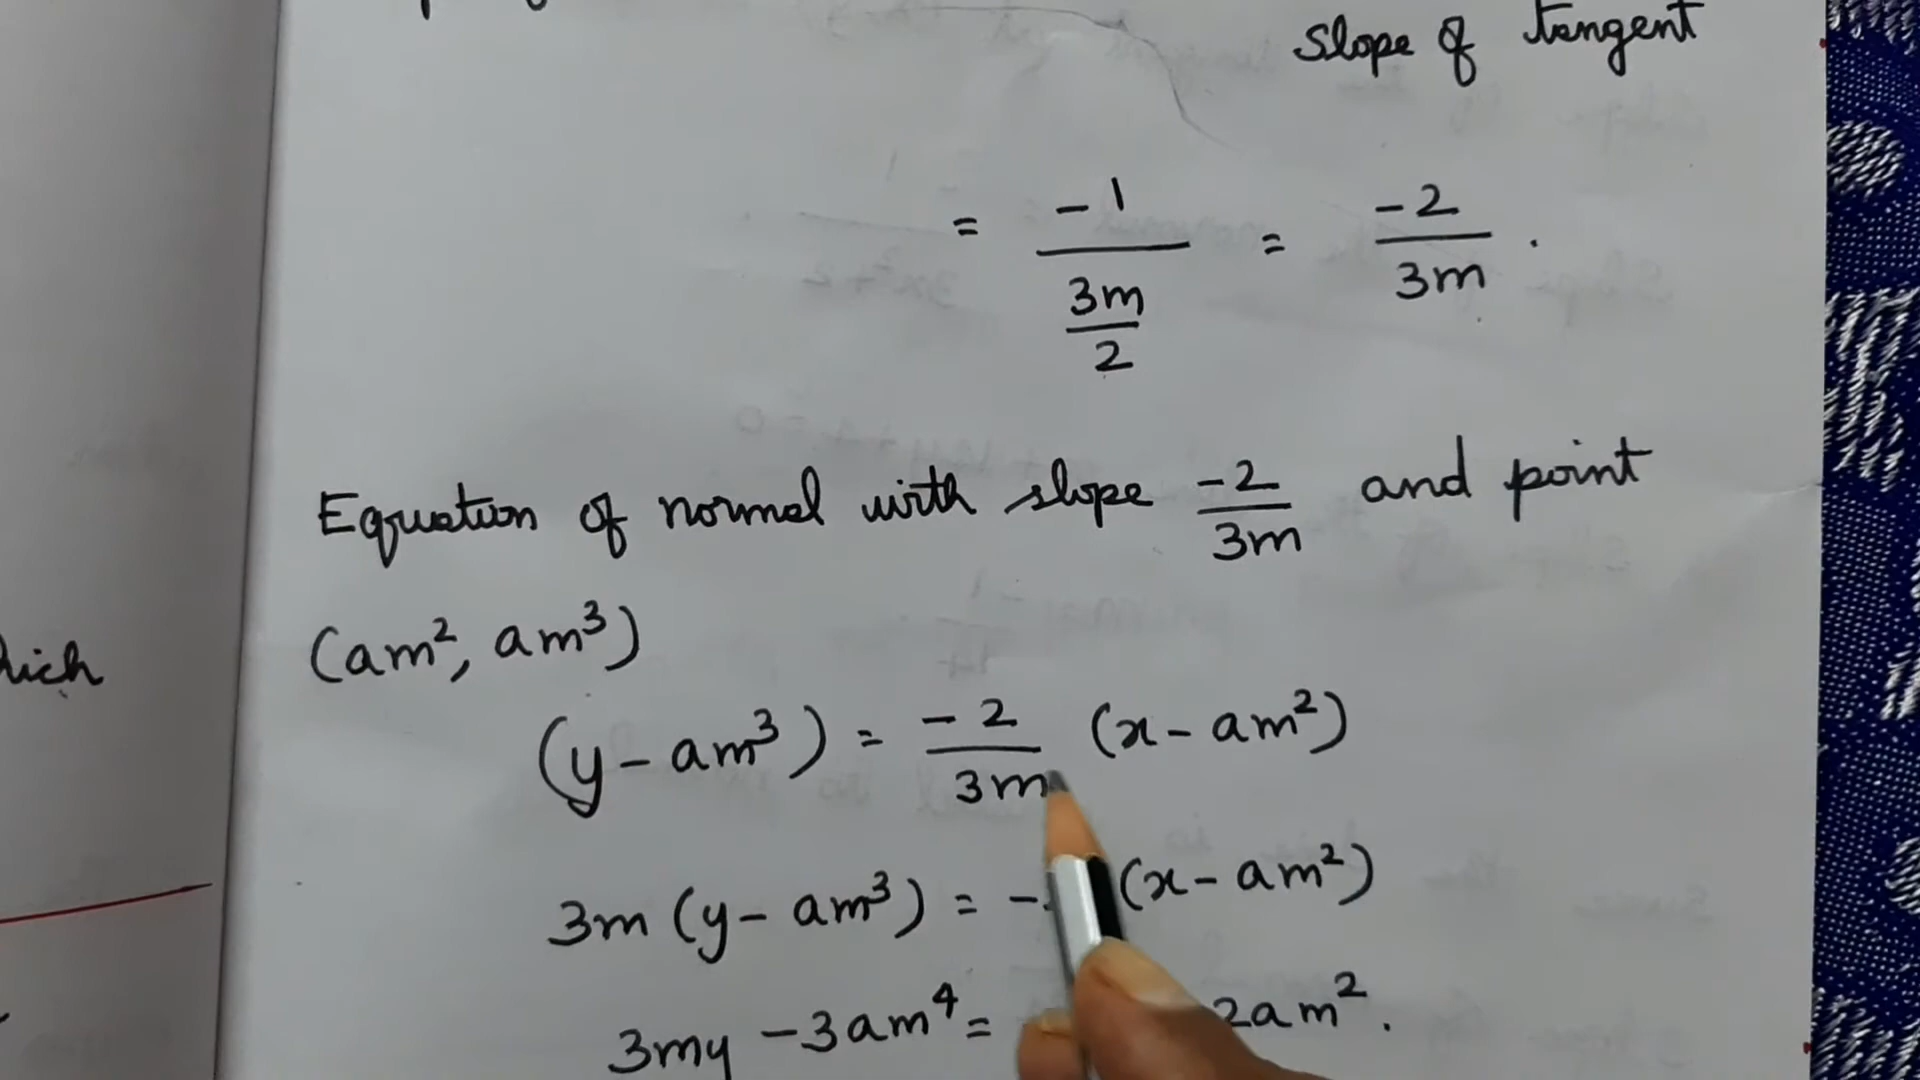 slope of tangent
= -1 / (3m/2) = -2/3m .
Equation of normal with slope -2/3m and point
(am², am³)
(y - am³) = -2/3m (x - am²)
3m (y - am³) = - (x - am²)
3my - 3am⁴ = 2am².